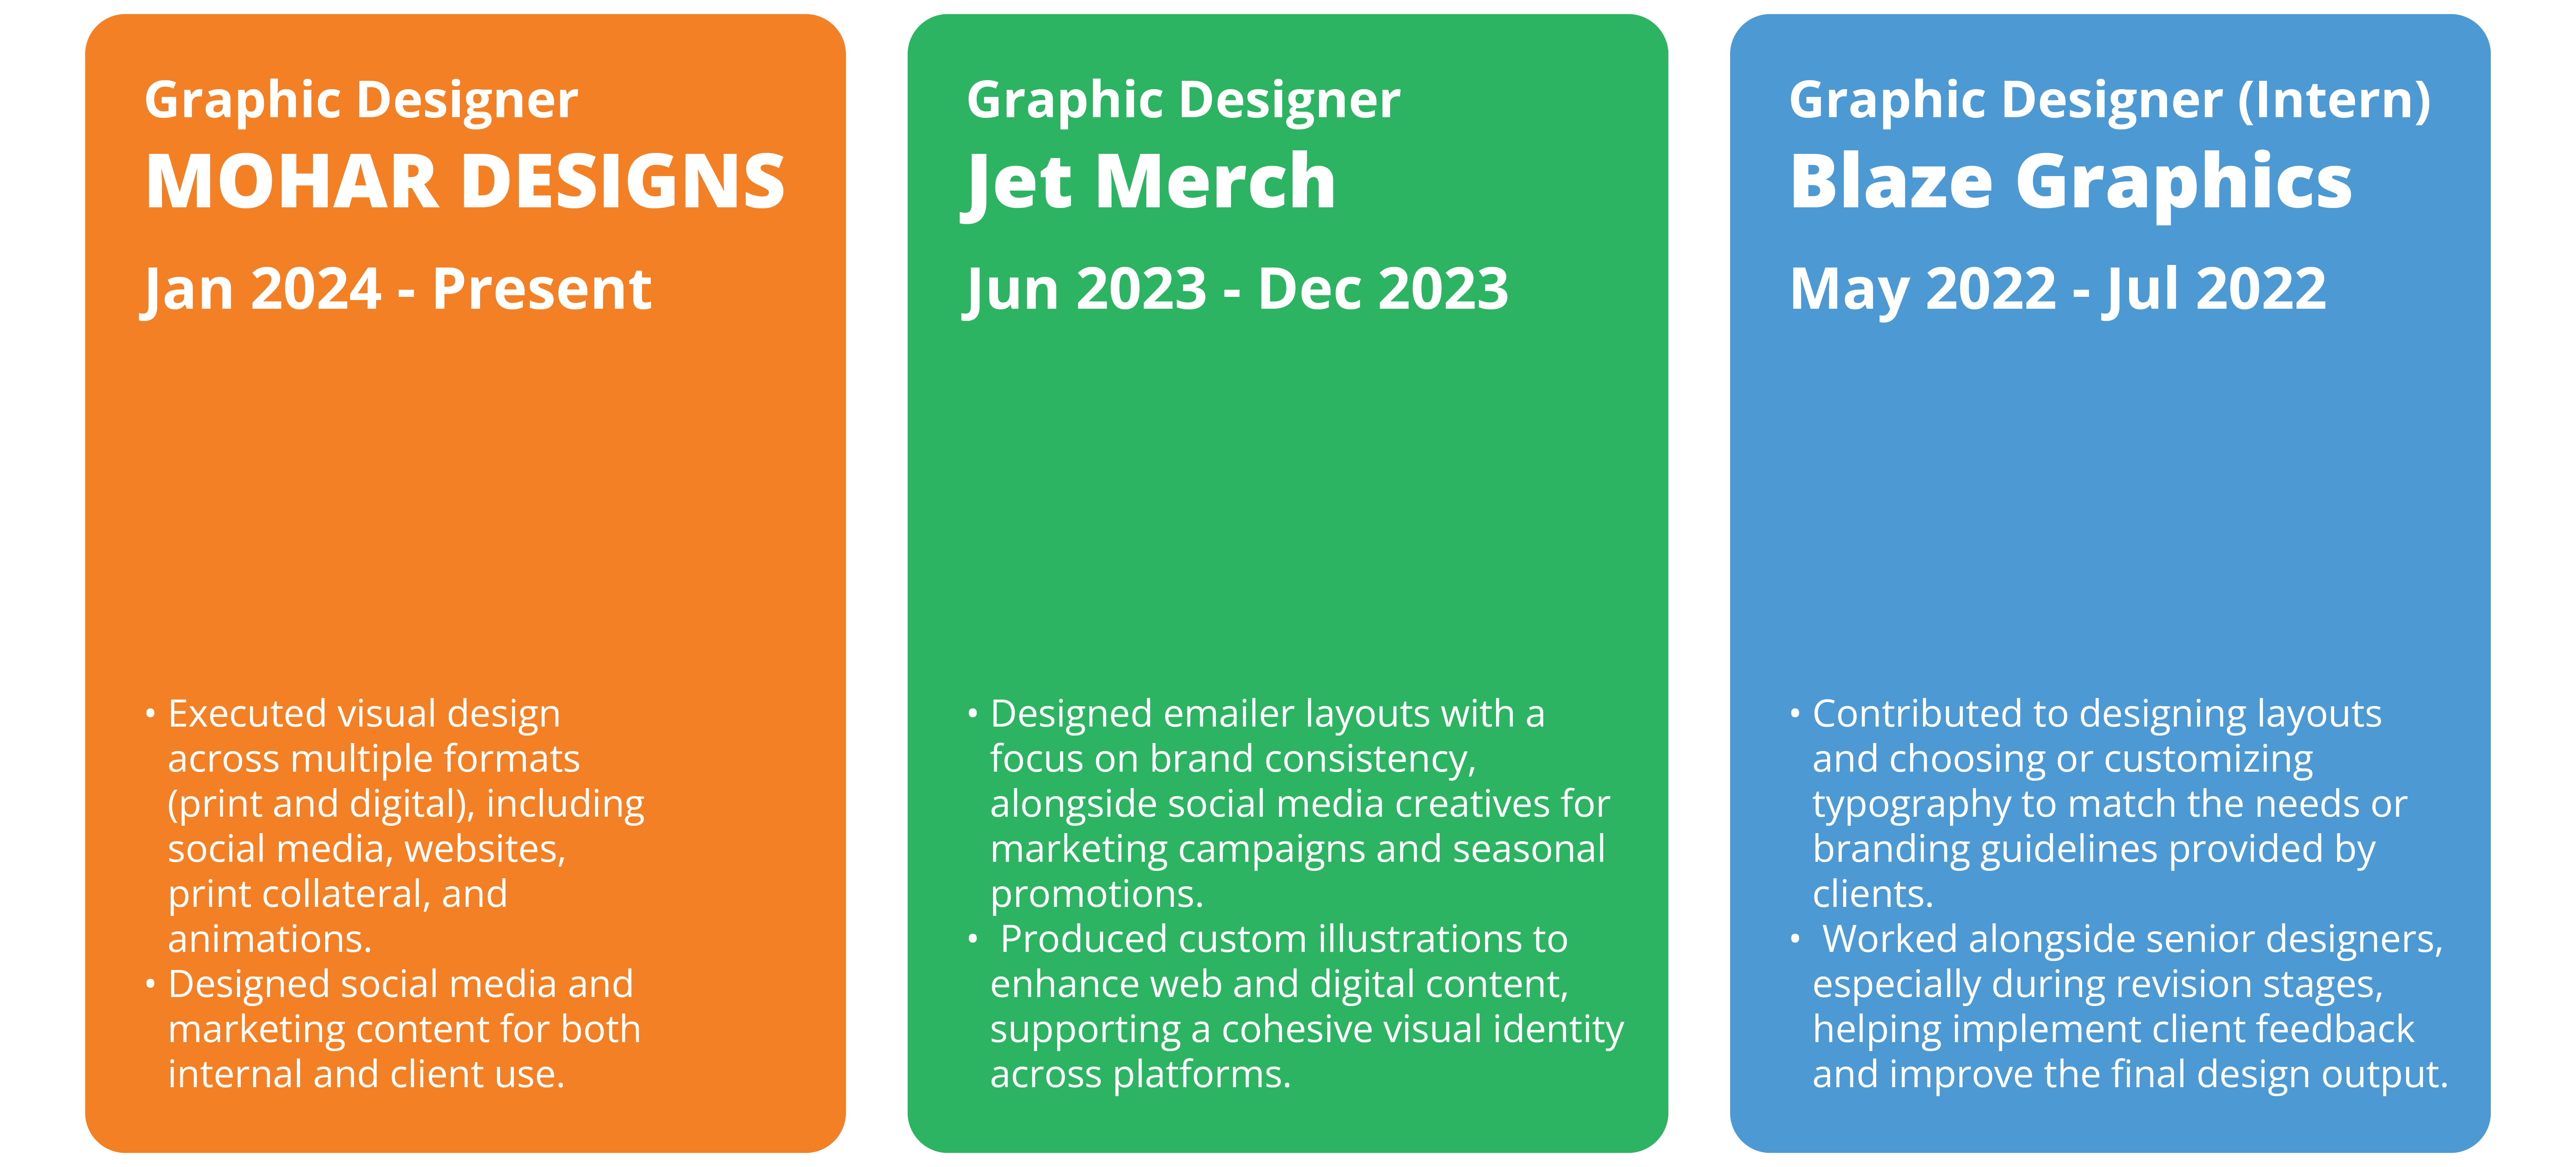 Graphic Designer
MOHAR DESIGNS
Jan 2024 - Present
• Executed visual design
across multiple formats
(print and digital), including
social media, websites,
print collateral, and
animations.
• Designed social media and
marketing content for both
internal and client use.
Graphic Designer
Jet Merch
Jun 2023 - Dec 2023
• Designed emailer layouts with a
focus on brand consistency,
alongside social media creatives for
marketing campaigns and seasonal
promotions.
• Produced custom illustrations to
enhance web and digital content,
supporting a cohesive visual identity
across platforms.
Graphic Designer (Intern)
Blaze Graphics
May 2022 - Jul 2022
• Contributed to designing layouts
and choosing or customizing
typography to match the needs or
branding guidelines provided by
clients.
• Worked alongside senior designers,
especially during revision stages,
helping implement client feedback
and improve the final design output.